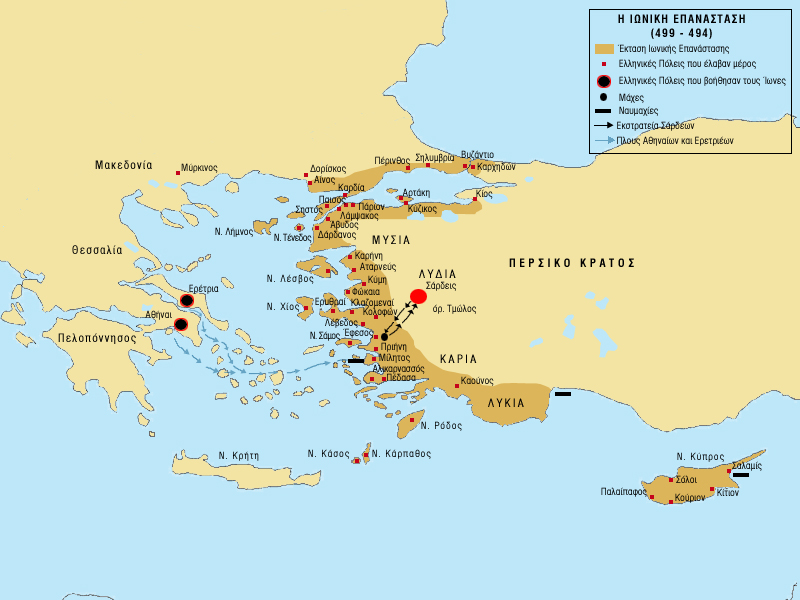 Η ΙΩΝΙΚΗ ΕΠΑΝΑΣΤΑΣΗ
(499 - 494)
Έκταση Ιωνικής Επανάστασης
Ελληνικές Πόλεις που έλαβαν μέρος
Ελληνικές Πόλεις που βοήθησαν τους Ίωνες
Μάχες
Ναυμαχίες
Εκστρατεία Σάρδεων
Πλους Αθηναίων και Ερετριέων
Μακεδονία
Μύρκινος
Δορίσκος
Αίνος
Πέρινθος
Σηλυμβρία
Βυζάντιο
Καρχηδών
Καρδία
Παισός
Σηστός
Πάριον
Λάμψακος
Άβυδος
Δάρδανος
Αρτάκη
Κύζικος
Κίος
Ν. Λήμνος
Ν. Τένεδος
ΜΥΣΙΑ
Θεσσαλία
Καρήνη
Αταρνεύς
Ν. Λέσβος
Κύμη
Φώκαια
ΛΥΔΙΑ
Σάρδεις
όρ. Τμώλος
ΠΕΡΣΙΚΟ ΚΡΑΤΟΣ
Ερέτρια
Αθήναι
Πελοπόννησος
Ν. Χίος
Ερυθραί
Κλαζομεναί
Κολοφών
Λέβεδος
Ν. Σάμος
Έφεσος
Πριήνη
Μίλητος
Αλικαρνασσός
Πέδασα
ΚΑΡΙΑ
Καούνος
ΛΥΚΙΑ
Ν. Ρόδος
Ν. Κρήτη
Ν. Κάσος
Ν. Κάρπαθος
Ν. Κύπρος
Σαλαμίς
Σόλοι
Παλαίπαφος
Κούριον
Κίτιον